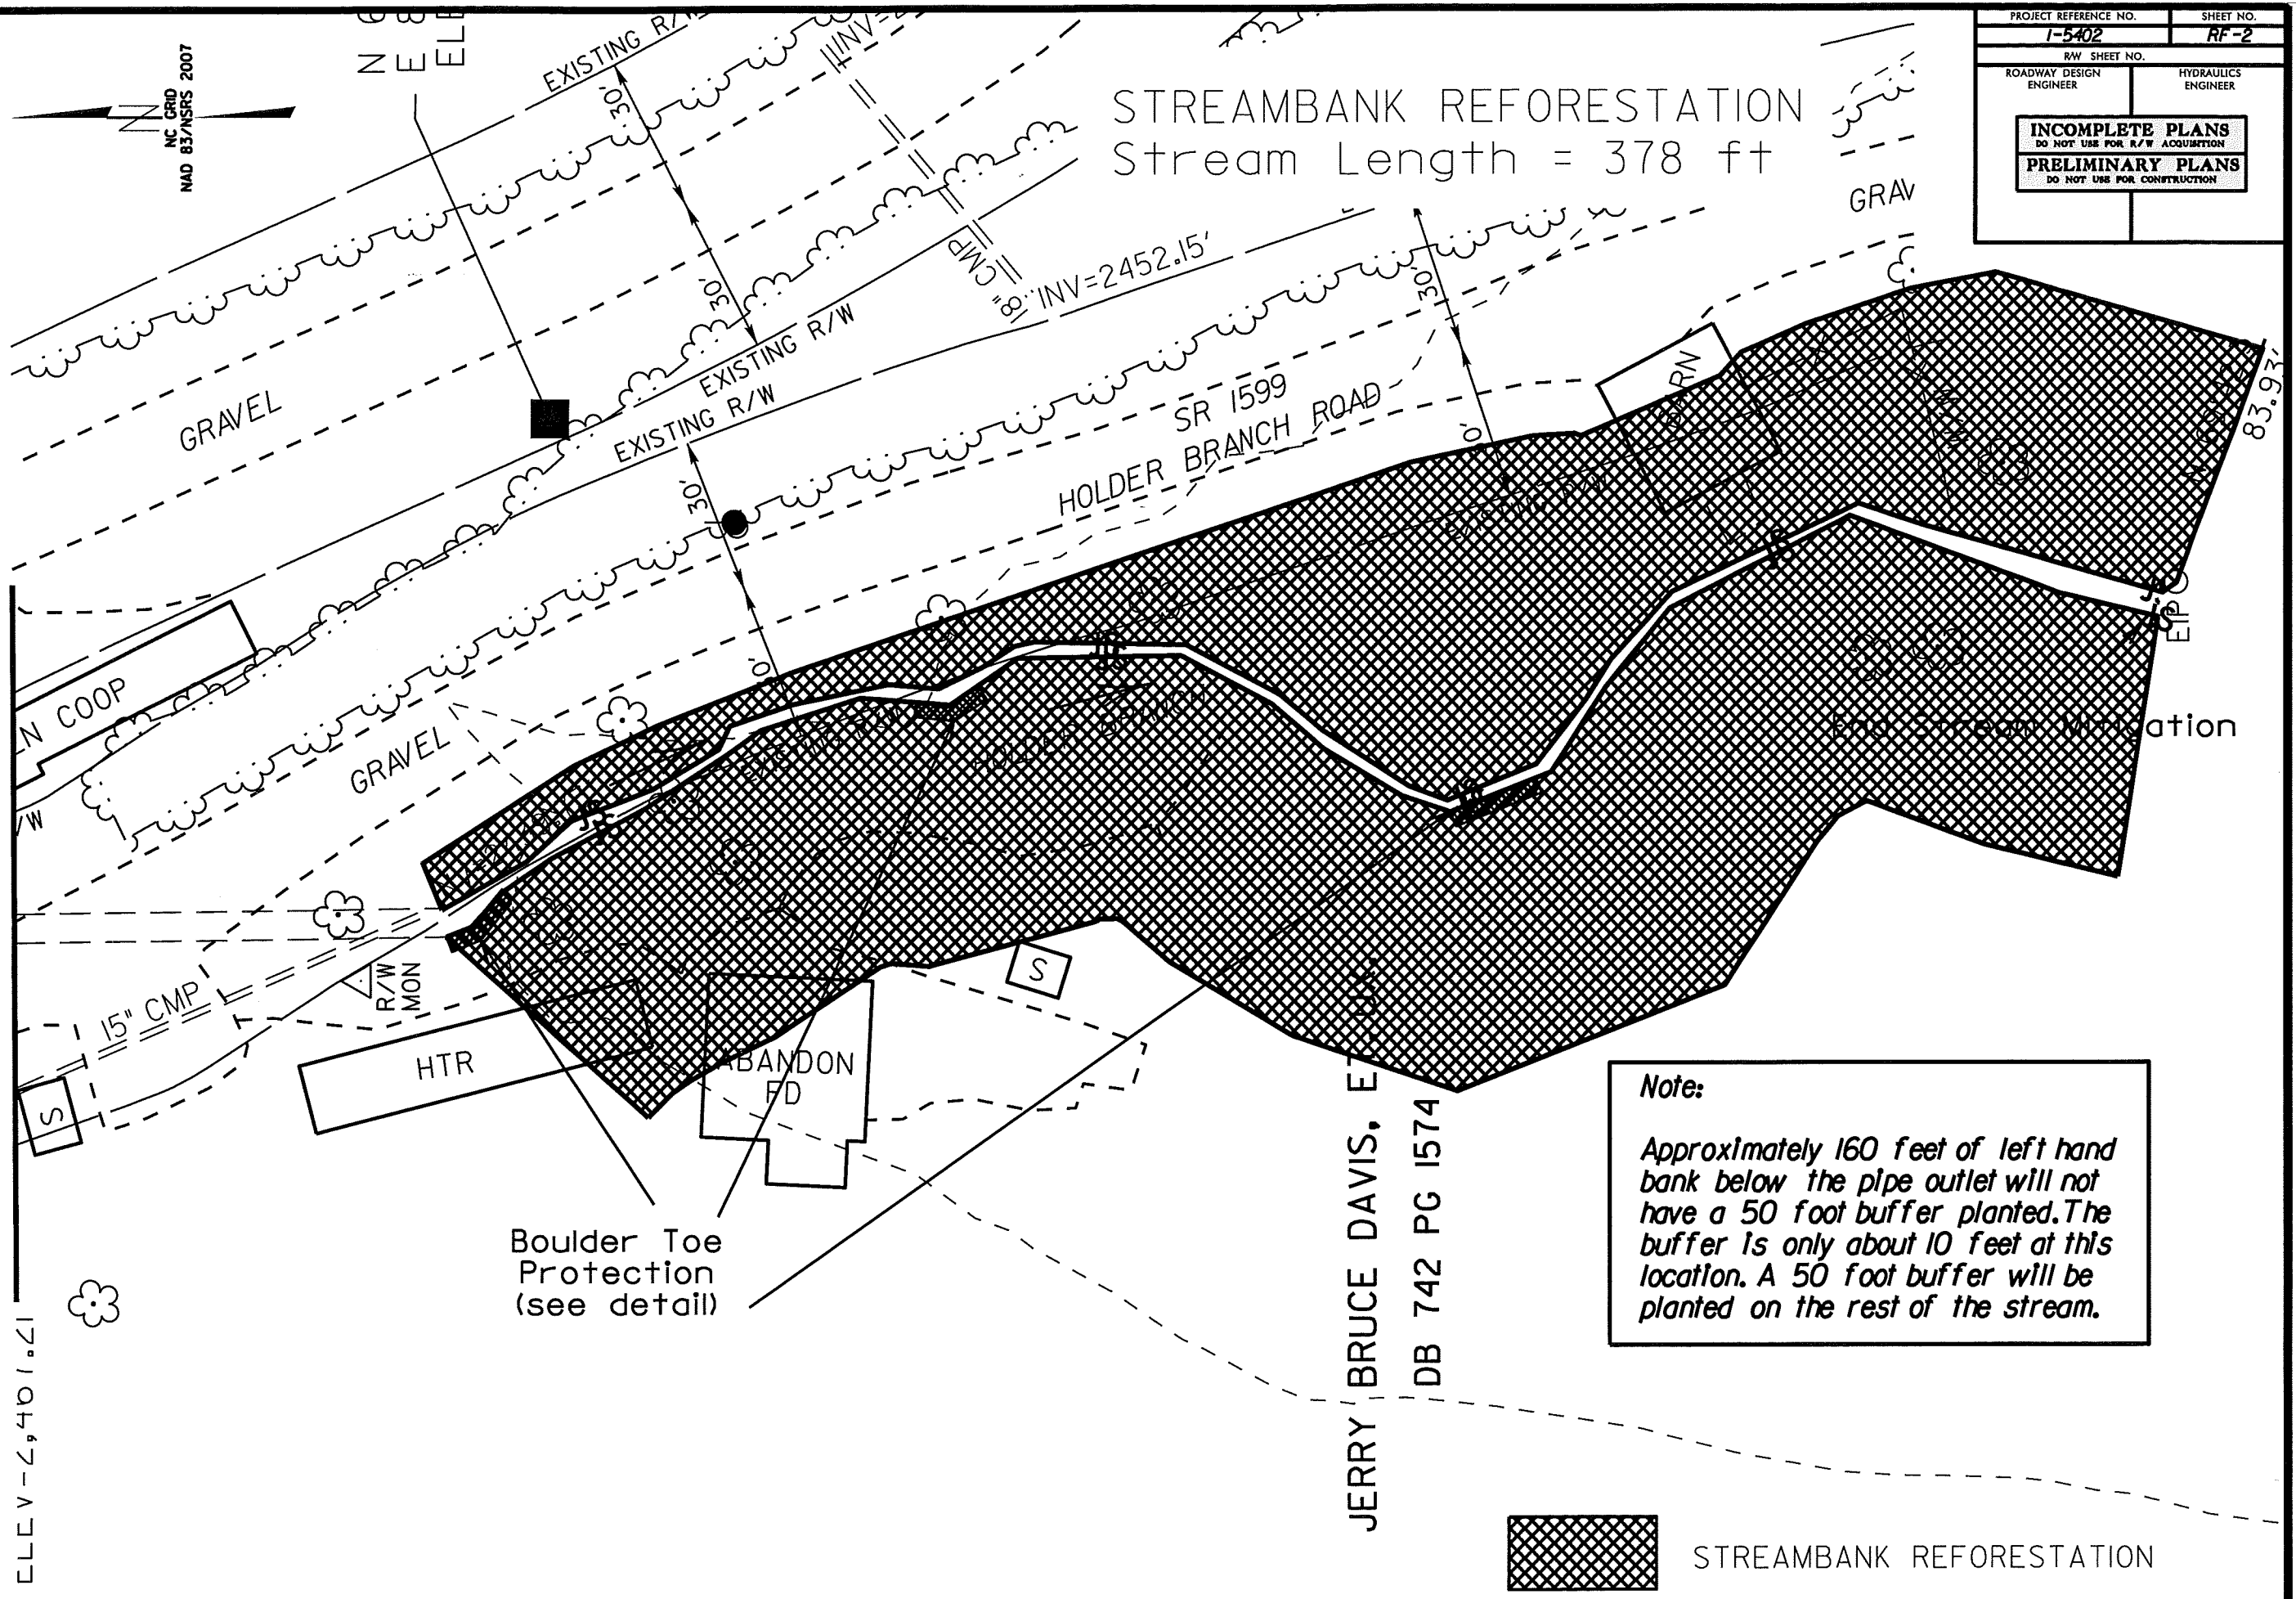 PROJECT REFERENCE NO.
SHEET NO.
I-5402
RF-2
R/W SHEET NO.
ROADWAY DESIGN
ENGINEER
HYDRAULICS
ENGINEER
INCOMPLETE PLANS
DO NOT USE FOR R/W ACQUISITION
PRELIMINARY PLANS
DO NOT USE FOR CONSTRUCTION
NC GRID
NAD 83/NSRS 2007
STREAMBANK REFORESTATION
Stream Length = 378 ft
EXISTING R/W
30'
30'
18" CMP
INV=2452.15'
EXISTING R/W
EXISTING R/W
GRAVEL
30'
30'
SR 1599
HOLDER BRANCH ROAD
BARN
EXISTING R/W
83.93'
GRAVEL
EXISTING R/W
HOLDER BRANCH
EIP
End Stream Mitigation
15" CMP
R/W
MON
HTR
ABANDON
FD
S
S
Boulder Toe
Protection
(see detail)
JERRY BRUCE DAVIS,
DB 742 PG 1574
Note:
Approximately 160 feet of left hand
bank below the pipe outlet will not
have a 50 foot buffer planted. The
buffer is only about 10 feet at this
location. A 50 foot buffer will be
planted on the rest of the stream.
STREAMBANK REFORESTATION